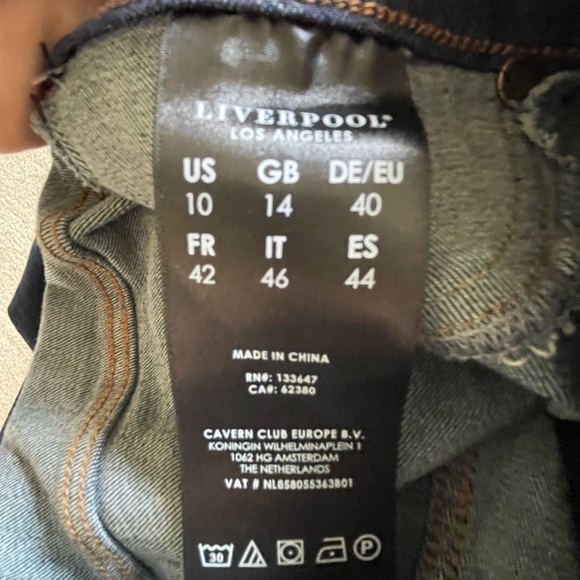 LIVERPOOL®
LOS ANGELES
US GB DE/EU
10 14 40
FR IT ES
42 46 44
MADE IN CHINA
RN#: 133647
CA#: 62380
CAVERN CLUB EUROPE B.V.
KONINGIN WILHELMINAPLEIN 1
1062 HG AMSTERDAM
THE NETHERLANDS
VAT # NL858055363B01
30 P